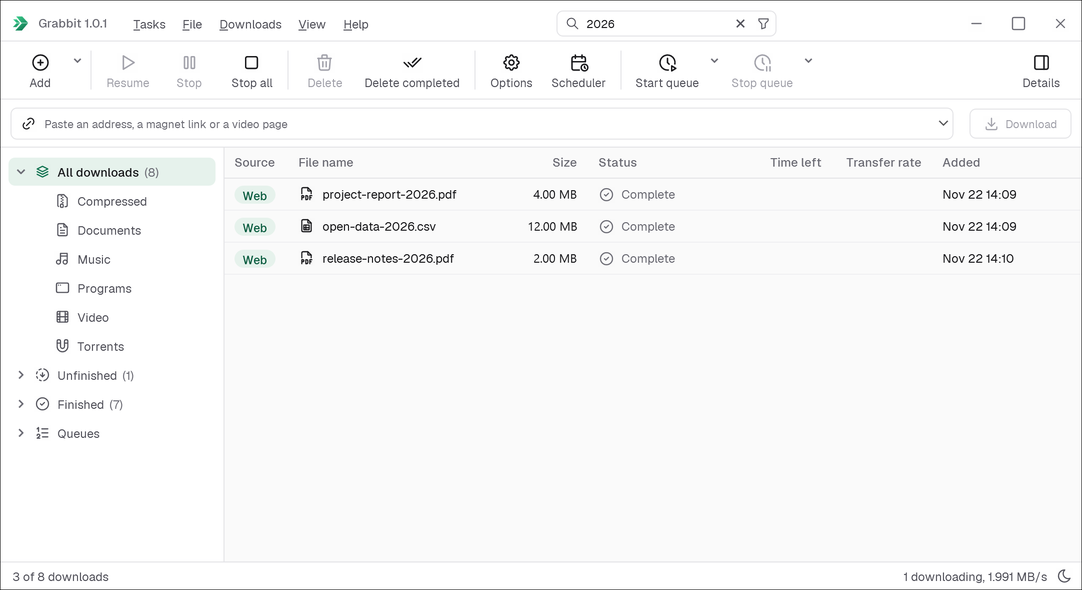 Grabbit 1.0.1 Tasks File Downloads View Help 2026
Add Resume Stop Stop all Delete Delete completed Options Scheduler Start queue Stop queue Details
Paste an address, a magnet link or a video page Download
All downloads (8)
Compressed
Documents
Music
Programs
Video
Torrents
Unfinished (1)
Finished (7)
Queues
Source File name Size Status Time left Transfer rate Added
Web project-report-2026.pdf 4.00 MB Complete Nov 22 14:09
Web open-data-2026.csv 12.00 MB Complete Nov 22 14:09
Web release-notes-2026.pdf 2.00 MB Complete Nov 22 14:10
3 of 8 downloads 1 downloading, 1.991 MB/s